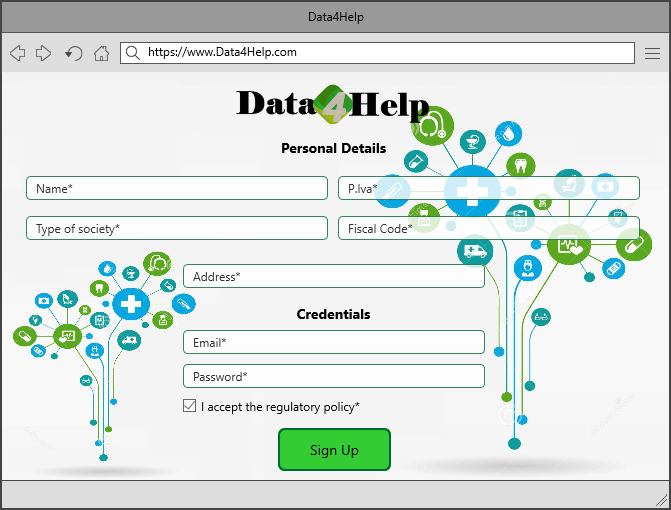 Data4Help
https://www.Data4Help.com
Data4Help
Personal Details
Name*
P.Iva*
Type of society*
Fiscal Code*
Address*
Credentials
Email*
Password*
I accept the regulatory policy*
Sign Up